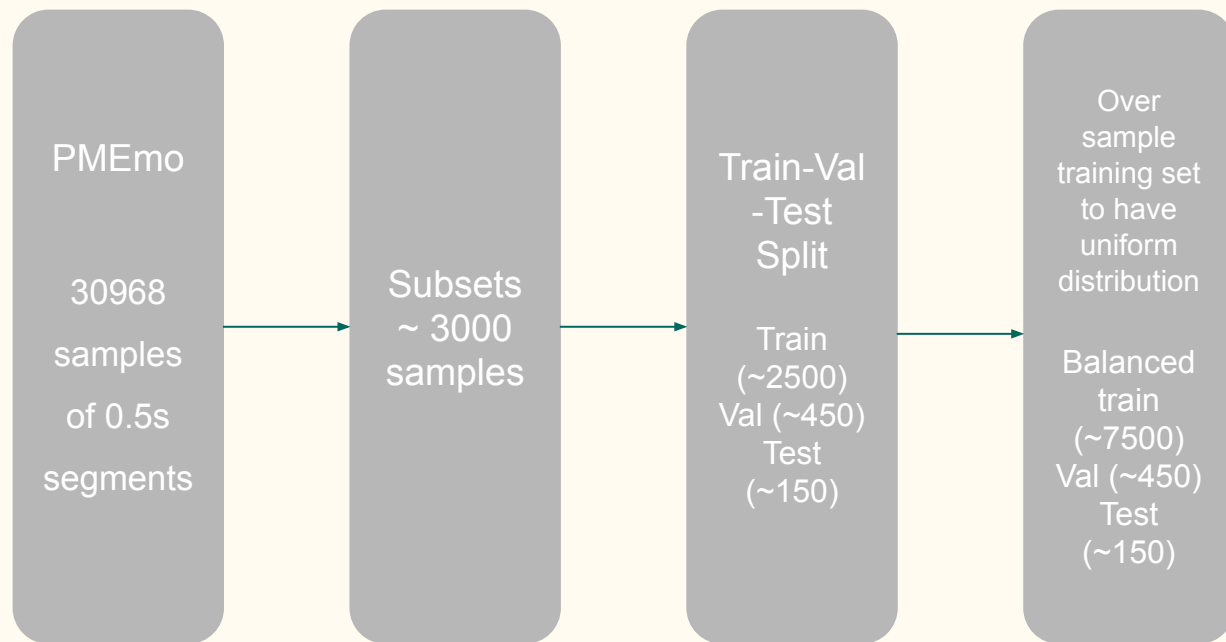 PMEmo
30968
samples
of 0.5s
segments
Subsets
~ 3000
samples
Train-Val
-Test
Split
Train
(~2500)
Val (~450)
Test
(~150)
Over
sample
training set
to have
uniform
distribution
Balanced
train
(~7500)
Val (~450)
Test
(~150)